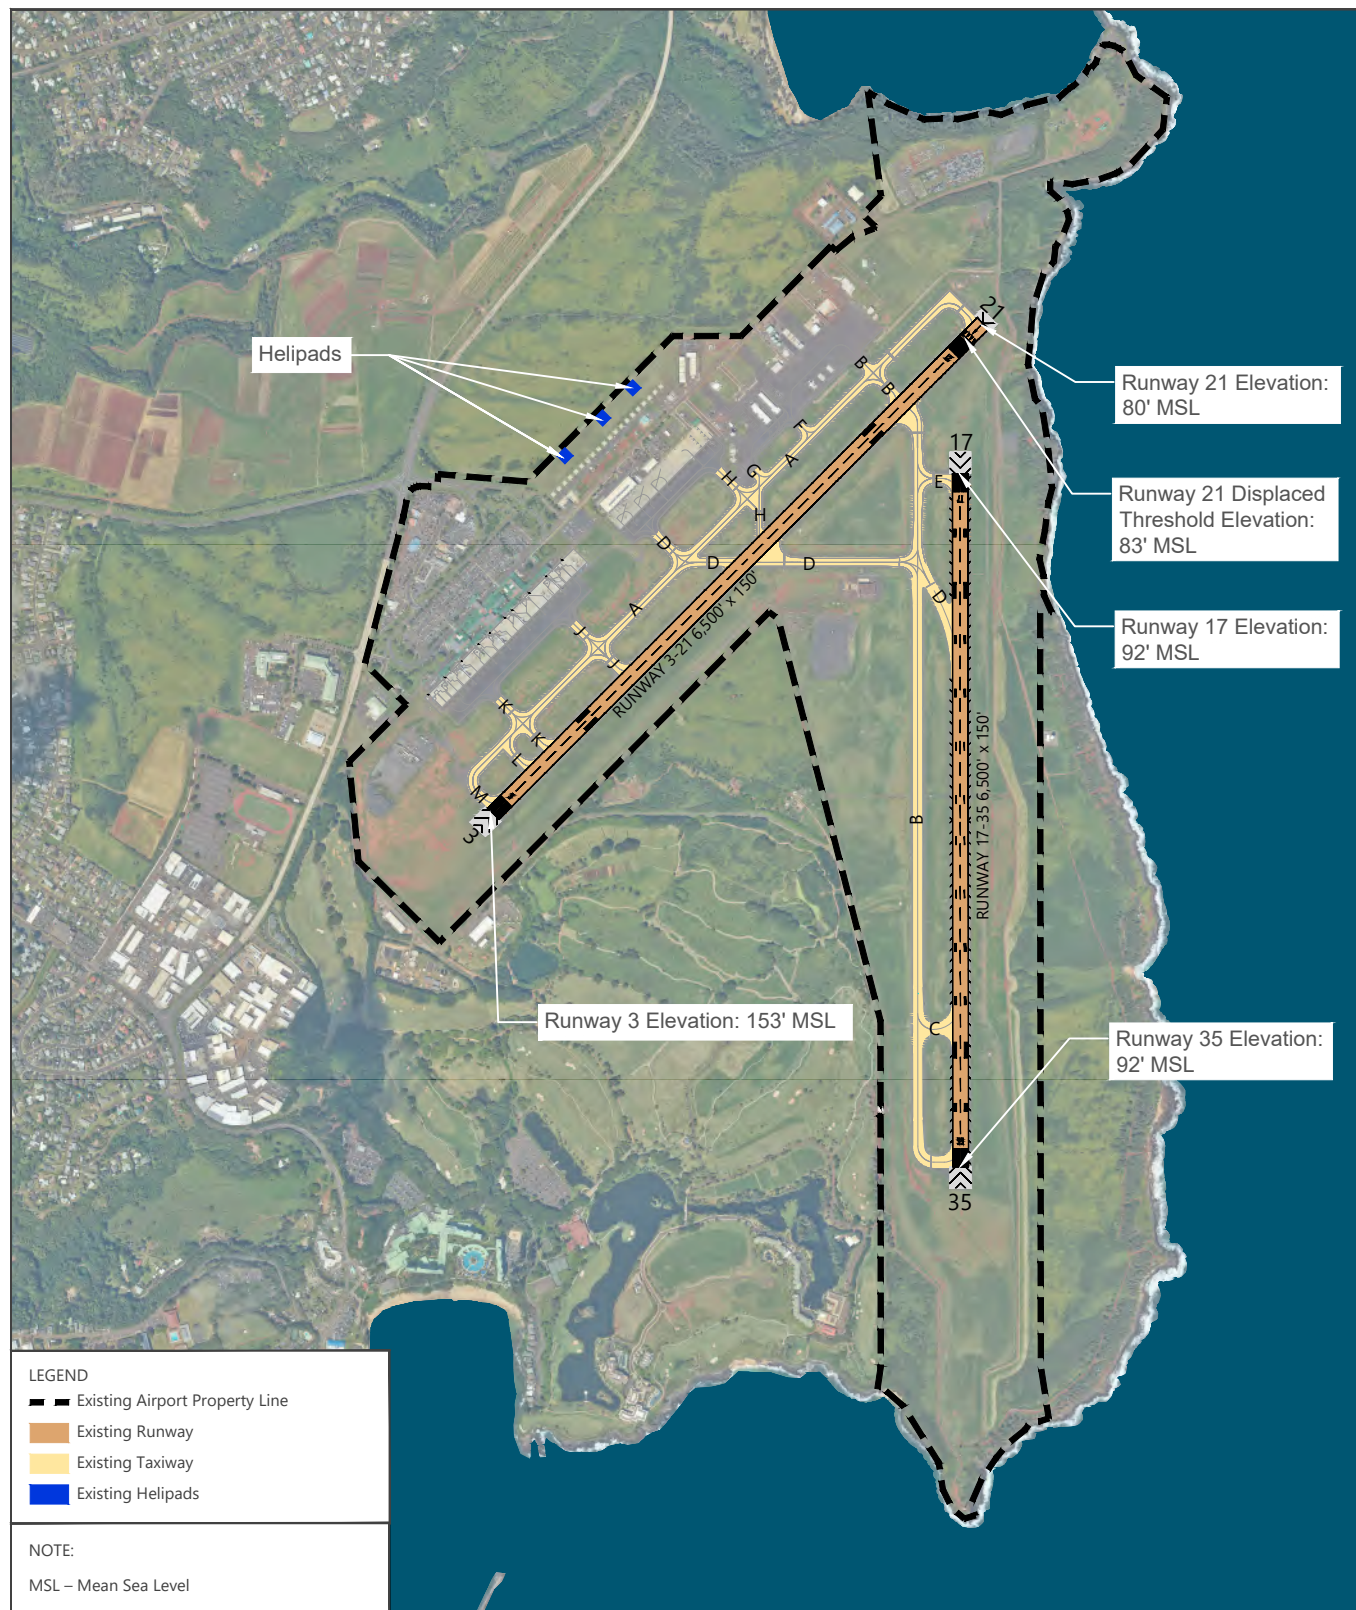 21
Helipads
B
B
Runway 21 Elevation:
80' MSL
F
17
A
G
H
E
Runway 21 Displaced
Threshold Elevation:
83' MSL
H
D
D
D
D
RUNWAY 3-21 6,500' x 150'
A
J
J
Runway 17 Elevation:
92' MSL
K
K
L
M
3
RUNWAY 17-35 6,500' x 150'
B
Runway 3 Elevation: 153' MSL
C
Runway 35 Elevation:
92' MSL
35
LEGEND
Existing Airport Property Line
Existing Runway
Existing Taxiway
Existing Helipads
NOTE:
MSL – Mean Sea Level